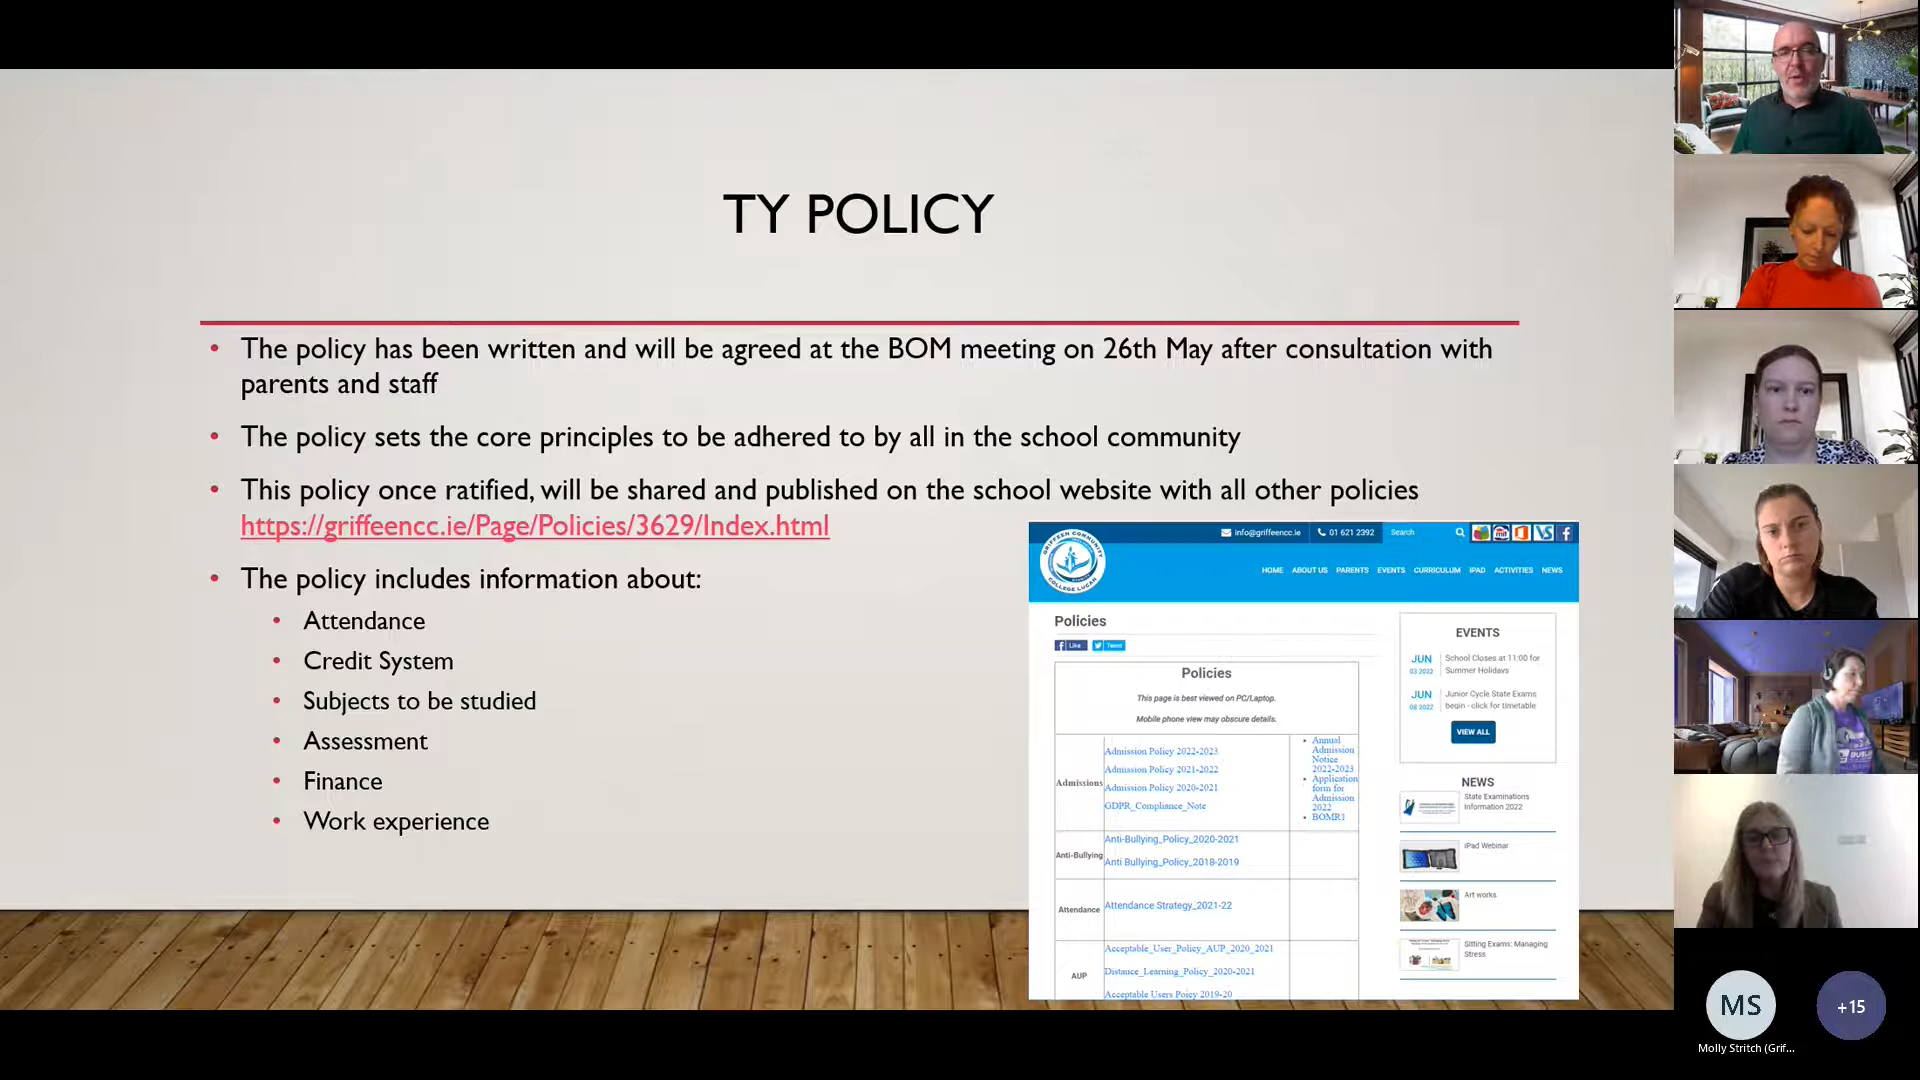 TY POLICY
• The policy has been written and will be agreed at the BOM meeting on 26th May after consultation with
parents and staff
• The policy sets the core principles to be adhered to by all in the school community
• This policy once ratified, will be shared and published on the school website with all other policies
https://griffeencc.ie/Page/Policies/3629/Index.html
• The policy includes information about:
• Attendance
• Credit System
• Subjects to be studied
• Assessment
• Finance
• Work experience
info@griffeencc.ie 01 621 2392 Search
GRIFFEEN COMMUNITY
COLLEGE LUCAN
HOME ABOUT US PARENTS EVENTS CURRICULUM IPAD ACTIVITIES NEWS
Policies
Like Tweet
Policies
This page is best viewed on PC/Laptop.
Mobile phone view may obscure details.
Admissions
Admission Policy 2022-2023
Admission Policy 2021-2022
Admission Policy 2020-2021
GDPR_Compliance_Note
• Annual
Admission
Notice
2022-2023
• Application
form for
Admission
2022
• BOMR1
Anti-Bullying
Anti-Bullying_Policy_2020-2021
Anti Bullying_Policy_2018-2019
Attendance
Attendance Strategy_2021-22
AUP
Acceptable_User_Policy_AUP_2020_2021
Distance_Learning_Policy_2020-2021
Acceptable Users Poicy 2019-20
EVENTS
JUN
03 2022
School Closes at 11:00 for
Summer Holidays
JUN
08 2022
Junior Cycle State Exams
begin - click for timetable
VIEW ALL
NEWS
State Examinations
Information 2022
iPad Webinar
Art works
Sitting Exams: Managing
Stress
MS
+15
Molly Stritch (Grif...